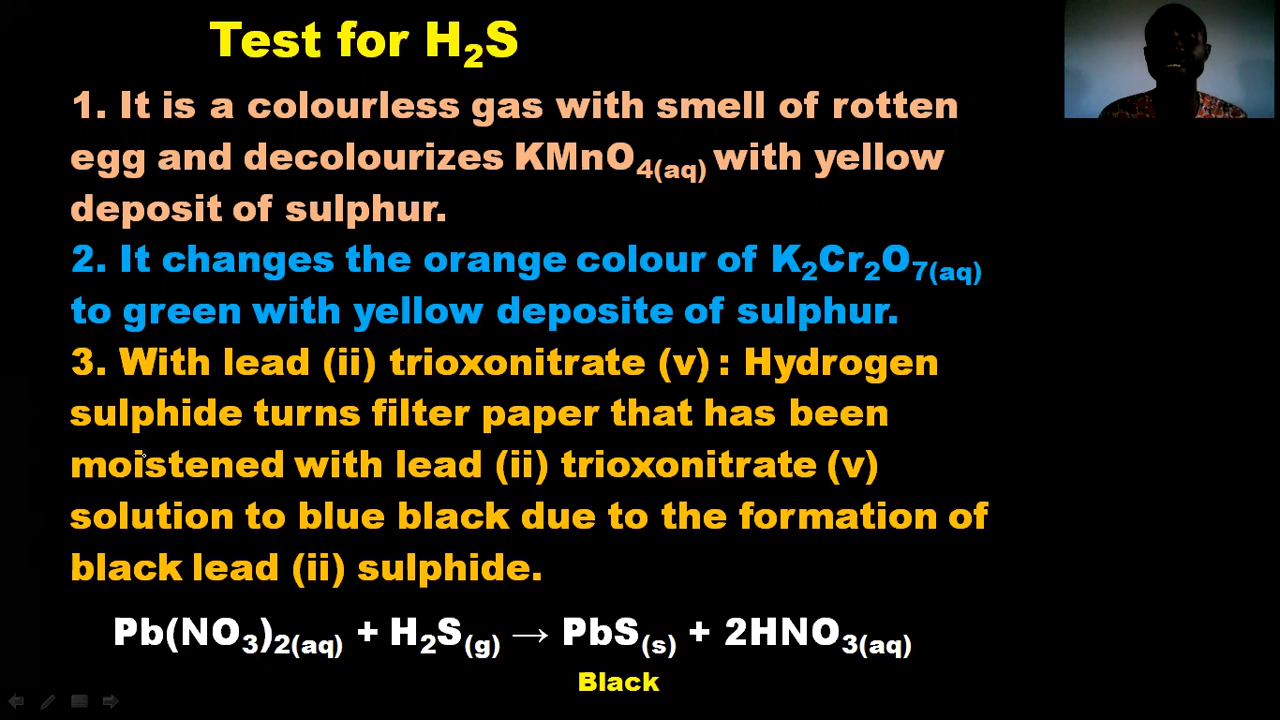 Test for H₂S
1. It is a colourless gas with smell of rotten
egg and decolourizes KMnO₄(aq) with yellow
deposit of sulphur.
2. It changes the orange colour of K₂Cr₂O₇(aq)
to green with yellow deposite of sulphur.
3. With lead (ii) trioxonitrate (v) : Hydrogen
sulphide turns filter paper that has been
moistened with lead (ii) trioxonitrate (v)
solution to blue black due to the formation of
black lead (ii) sulphide.
Pb(NO₃)₂(aq) + H₂S(g) → PbS(s) + 2HNO₃(aq)
Black